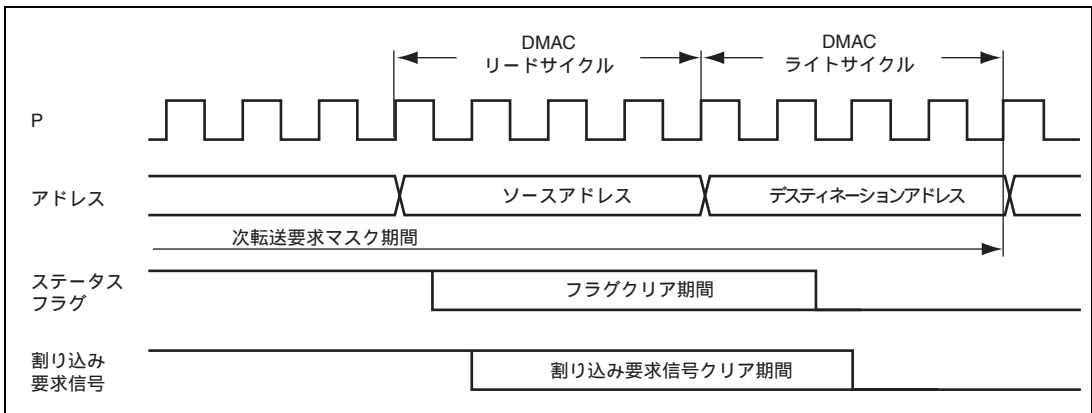 DMAC
リードサイクル
DMAC
ライトサイクル
P
アドレス
ソースアドレス
デスティネーションアドレス
次転送要求マスク期間
ステータス
フラグ
フラグクリア期間
割り込み
要求信号
割り込み要求信号クリア期間